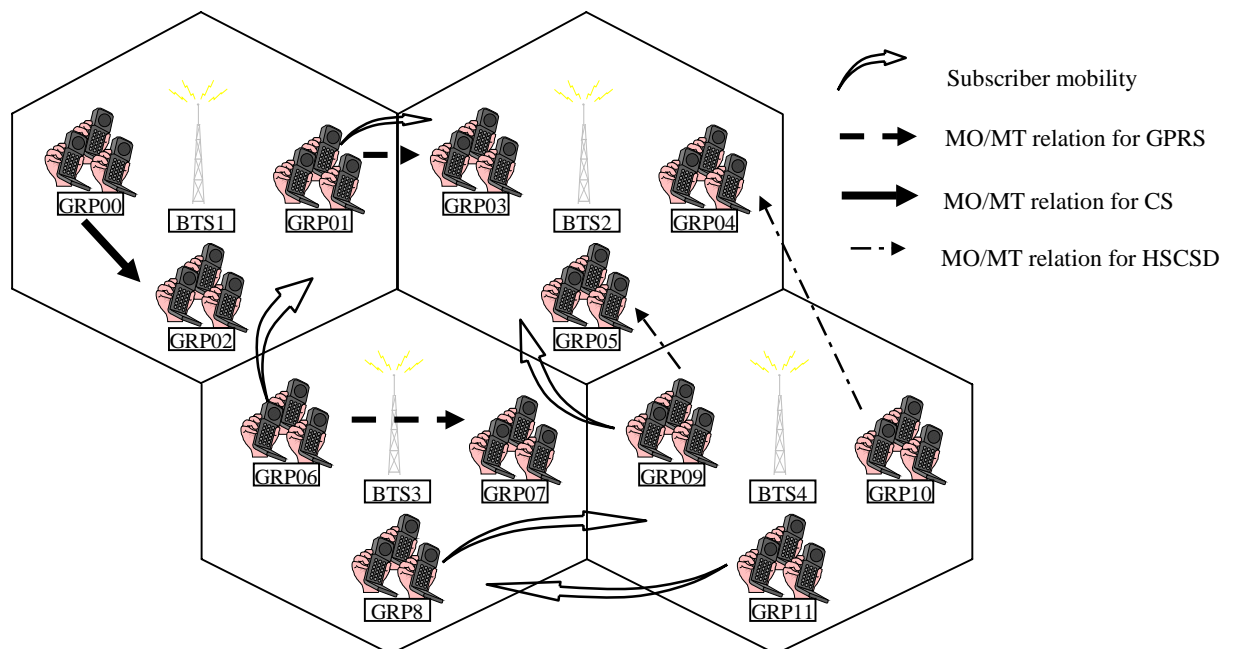 Subscriber mobility
MO/MT relation for GPRS
MO/MT relation for CS
MO/MT relation for HSCSD
GRP00
BTS1
GRP01
GRP03
BTS2
GRP04
GRP02
GRP05
GRP06
BTS3
GRP07
GRP09
BTS4
GRP10
GRP8
GRP11